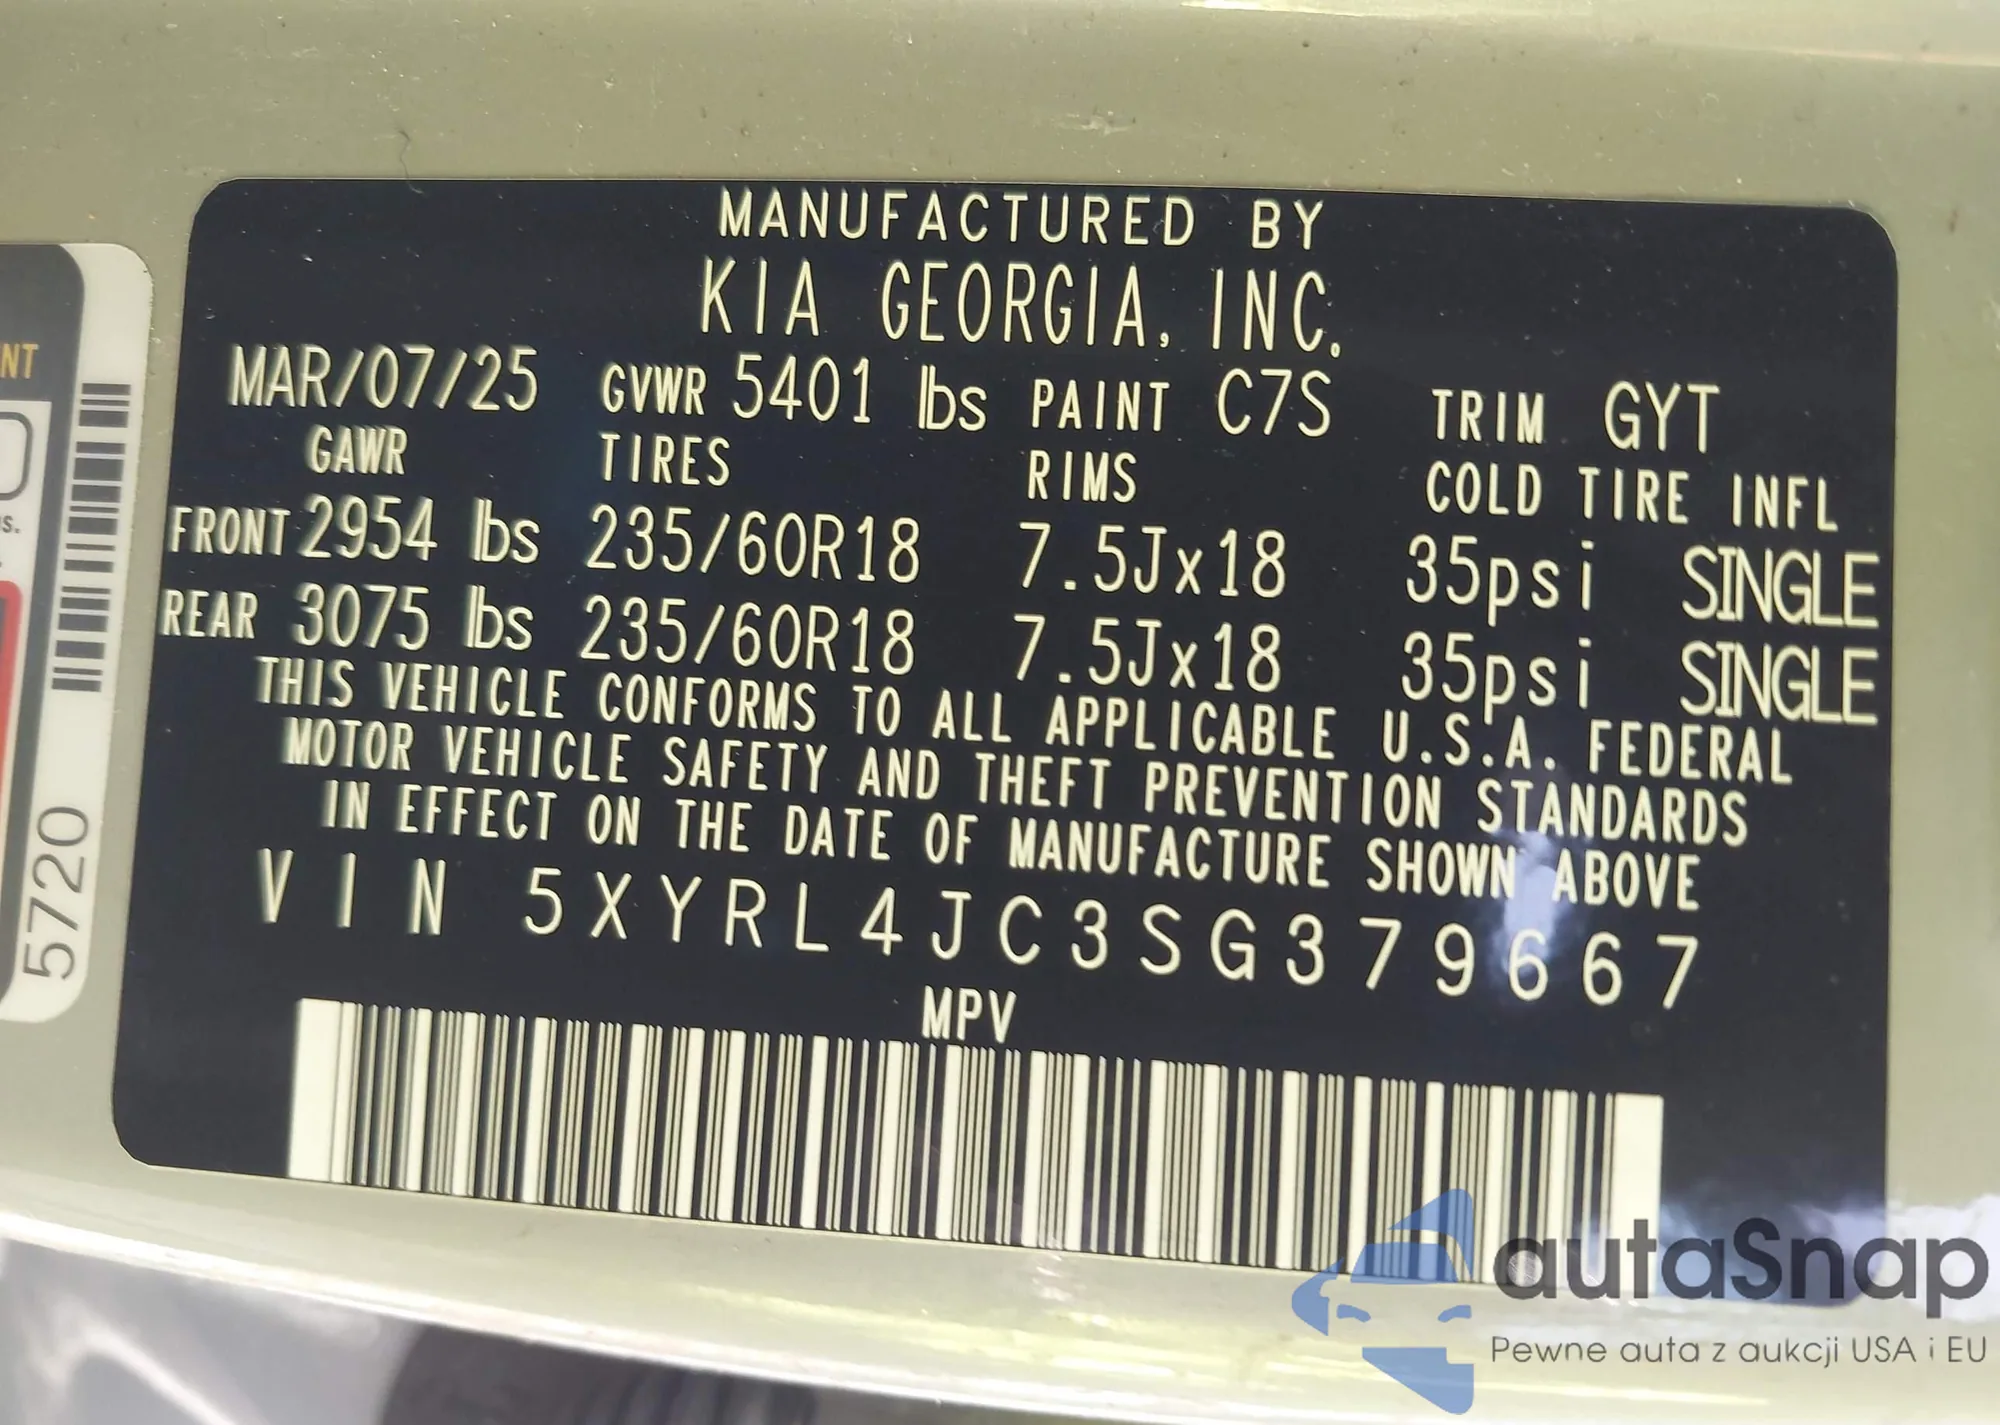 MANUFACTURED BY
KIA GEORGIA, INC.
MAR/07/25 GVWR 5401 lbs PAINT C7S TRIM GYT
GAWR TIRES RIMS COLD TIRE INFL
FRONT 2954 lbs 235/60R18 7.5Jx18 35psi SINGLE
REAR 3075 lbs 235/60R18 7.5Jx18 35psi SINGLE
THIS VEHICLE CONFORMS TO ALL APPLICABLE U.S.A. FEDERAL
MOTOR VEHICLE SAFETY AND THEFT PREVENTION STANDARDS
IN EFFECT ON THE DATE OF MANUFACTURE SHOWN ABOVE
VIN 5XYRL4JC3SG379667
MPV
NT
5720
autaSnap
Pewne auta z aukcji USA i EU